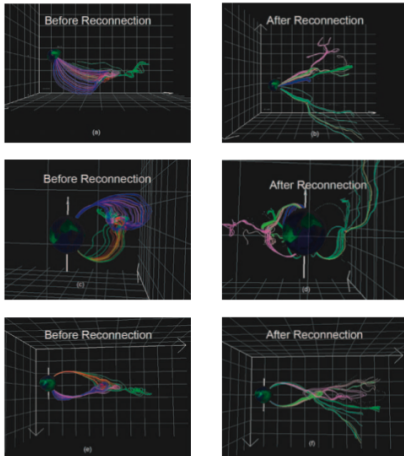 Before Reconnection
(a)
After Reconnection
(b)
Before Reconnection
(c)
After Reconnection
(d)
Before Reconnection
(e)
After Reconnection
(f)